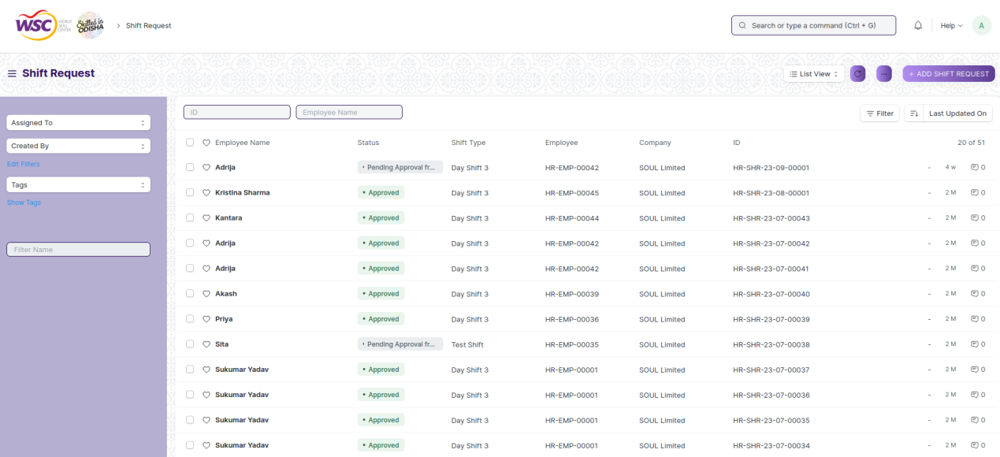 WSC WORLD SKILL CENTER Skilled in ODISHA > Shift Request Search or type a command (Ctrl + G) Help A
Shift Request List View ... + ADD SHIFT REQUEST
Assigned To
Created By
Edit Filters
Tags
Show Tags
Filter Name
ID Employee Name Filter Last Updated On
Employee Name Status Shift Type Employee Company ID 20 of 51
Adrija • Pending Approval fr... Day Shift 3 HR-EMP-00042 SOUL Limited HR-SHR-23-09-00001 - 4 w 0
Kristina Sharma • Approved Day Shift 3 HR-EMP-00045 SOUL Limited HR-SHR-23-08-00001 - 2 M 0
Kantara • Approved Day Shift 3 HR-EMP-00044 SOUL Limited HR-SHR-23-07-00043 - 2 M 0
Adrija • Approved Day Shift 3 HR-EMP-00042 SOUL Limited HR-SHR-23-07-00042 - 2 M 0
Adrija • Approved Day Shift 3 HR-EMP-00042 SOUL Limited HR-SHR-23-07-00041 - 2 M 0
Akash • Approved Day Shift 3 HR-EMP-00039 SOUL Limited HR-SHR-23-07-00040 - 2 M 0
Priya • Approved Day Shift 3 HR-EMP-00036 SOUL Limited HR-SHR-23-07-00039 - 2 M 0
Sita • Pending Approval fr... Test Shift HR-EMP-00035 SOUL Limited HR-SHR-23-07-00038 - 2 M 0
Sukumar Yadav • Approved Day Shift 3 HR-EMP-00001 SOUL Limited HR-SHR-23-07-00037 - 2 M 0
Sukumar Yadav • Approved Day Shift 3 HR-EMP-00001 SOUL Limited HR-SHR-23-07-00036 - 2 M 0
Sukumar Yadav • Approved Day Shift 3 HR-EMP-00001 SOUL Limited HR-SHR-23-07-00035 - 2 M 0
Sukumar Yadav • Approved Day Shift 3 HR-EMP-00001 SOUL Limited HR-SHR-23-07-00034 - 2 M 0